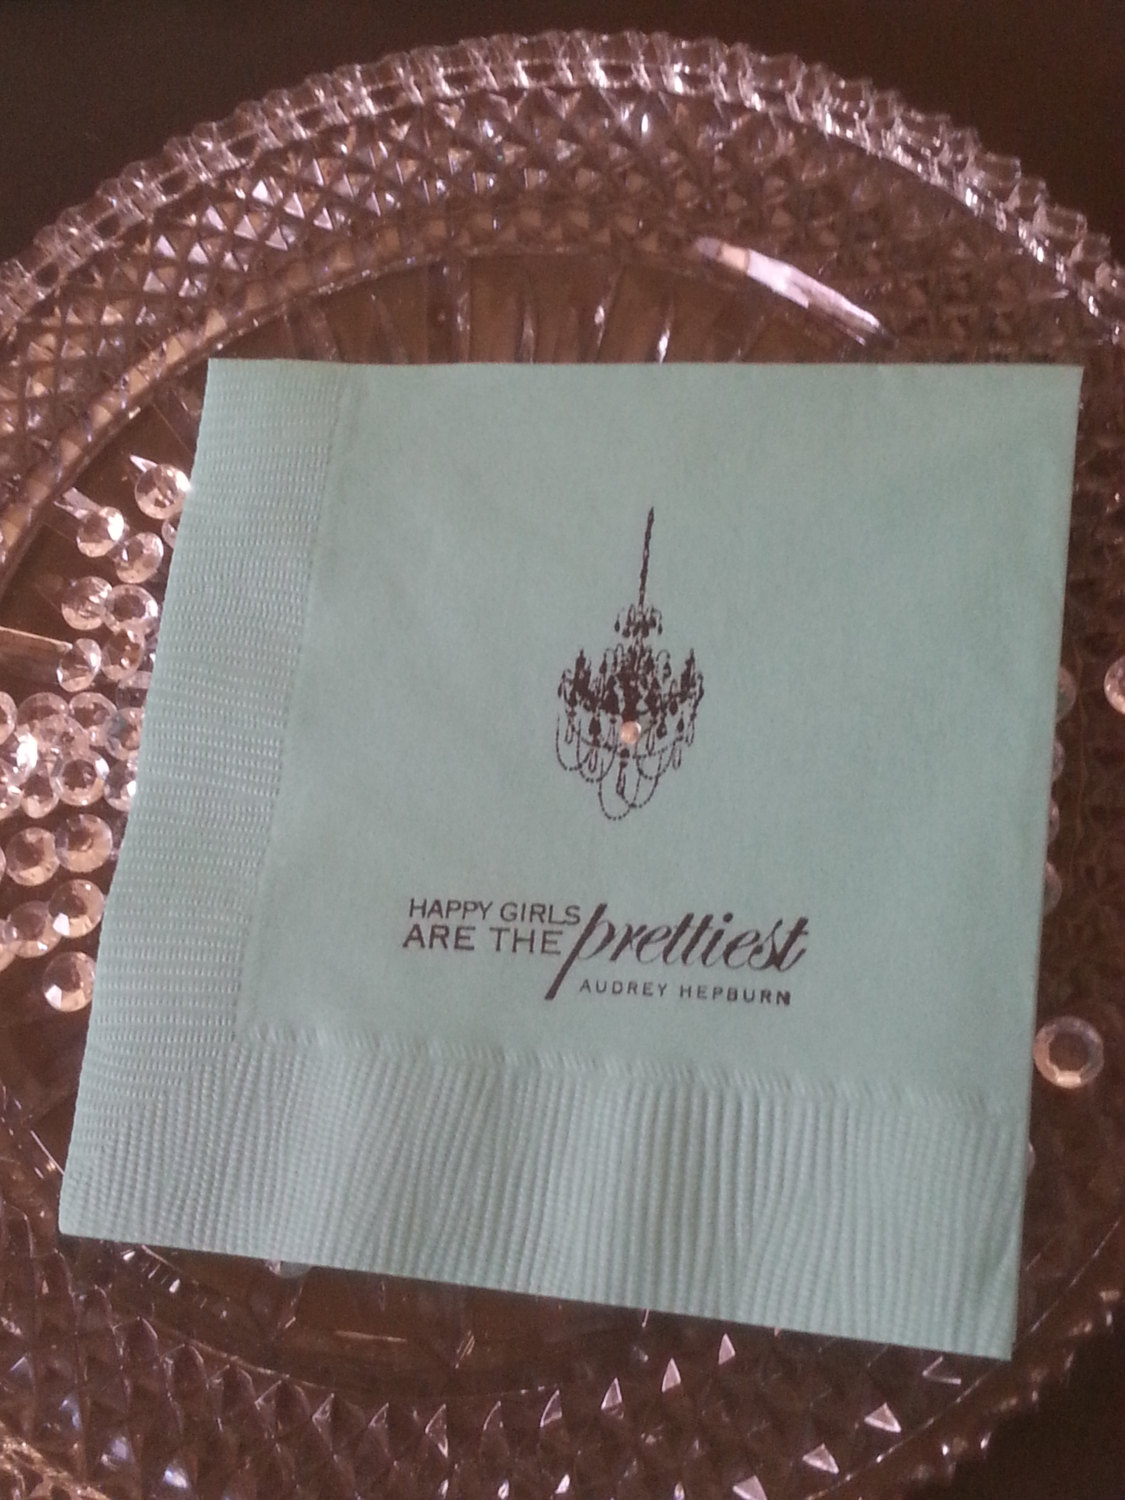 HAPPY GIRLS
ARE THE prettiest
AUDREY HEPBURN